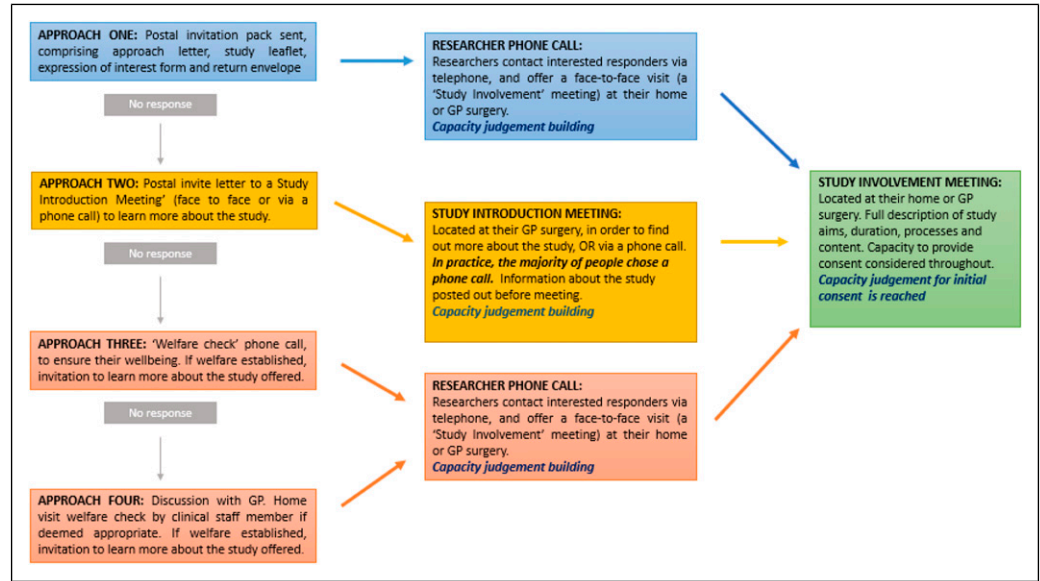 APPROACH ONE: Postal invitation pack sent,
comprising approach letter, study leaflet,
expression of interest form and return envelope
No response
APPROACH TWO: Postal invite letter to a Study
Introduction Meeting' (face to face or via a
phone call) to learn more about the study.
No response
APPROACH THREE: 'Welfare check' phone call,
to ensure their wellbeing. If welfare established,
invitation to learn more about the study offered.
No response
APPROACH FOUR: Discussion with GP. Home
visit welfare check by clinical staff member if
deemed appropriate. If welfare established,
invitation to learn more about the study offered.
RESEARCHER PHONE CALL:
Researchers contact interested responders via
telephone, and offer a face-to-face visit (a
'Study Involvement' meeting) at their home
or GP surgery.
Capacity judgement building
STUDY INTRODUCTION MEETING:
Located at their GP surgery, in order to find
out more about the study, OR via a phone call.
In practice, the majority of people chose a
phone call. Information about the study
posted out before meeting.
Capacity judgement building
RESEARCHER PHONE CALL:
Researchers contact interested responders via
telephone, and offer a face-to-face visit (a
'Study Involvement' meeting) at their home
or GP surgery.
Capacity judgement building
STUDY INVOLVEMENT MEETING:
Located at their home or GP
surgery. Full description of study
aims, duration, processes and
content. Capacity to provide
consent considered throughout.
Capacity judgement for initial
consent is reached